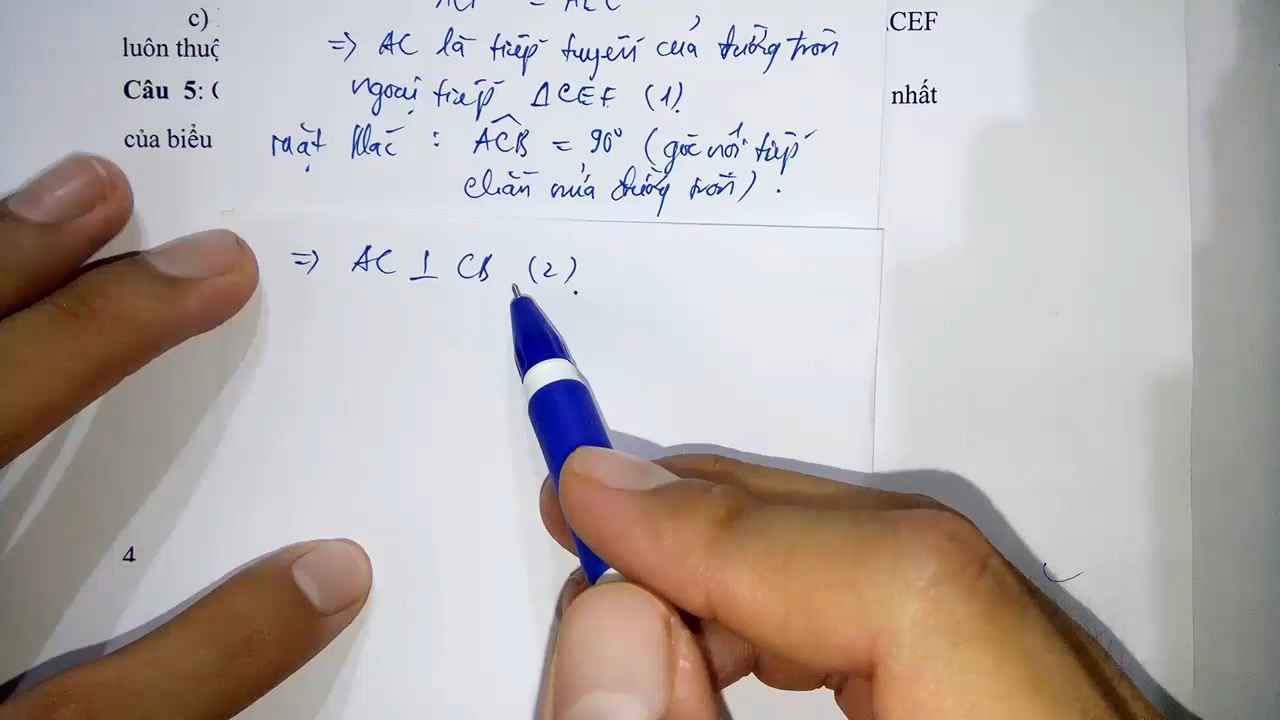 c)
CEF
luôn thuộ
=> AC là tiếp tuyến của đường tròn
Câu 5: (
ngoại tiếp ΔCEF (1)
nhất
của biểu
mặt khác : ACB = 90° (góc nội tiếp
chắn nửa đường tròn).
=> AC ⊥ CB (2).
4